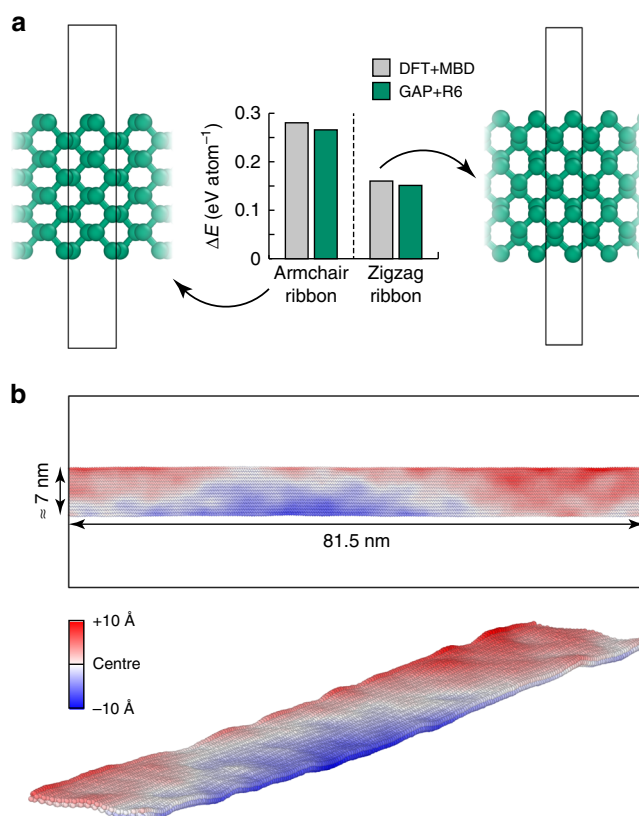 a
DFT+MBD
GAP+R6
0.3
0.2
0.1
0
ΔE (eV atom⁻¹)
Armchair
ribbon
Zigzag
ribbon
b
≈ 7 nm
81.5 nm
+10 Å
Centre
–10 Å